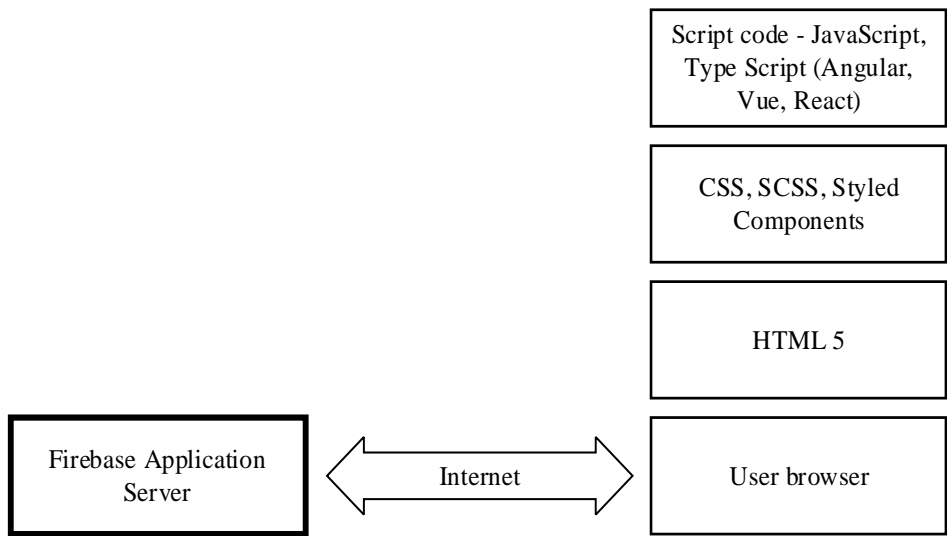 Script code - JavaScript,
Type Script (Angular,
Vue, React)
CSS, SCSS, Styled
Components
HTML 5
Firebase Application
Server
Internet
User browser